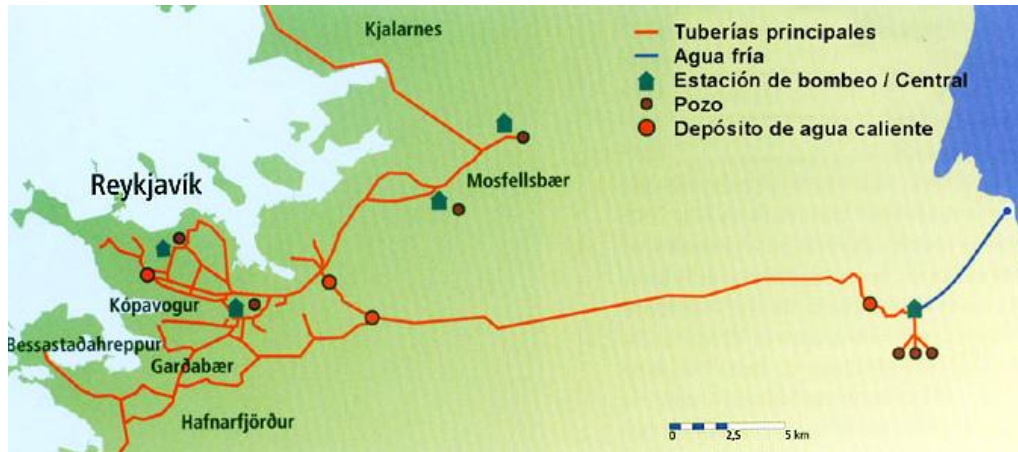 Kjalarnes
Tuberías principales
Agua fría
Estación de bombeo / Central
Pozo
Depósito de agua caliente
Mosfellsbær
Reykjavík
Kópavogur
Bessastaðahreppur
Garðabær
Hafnarfjörður
0 2,5 5 km